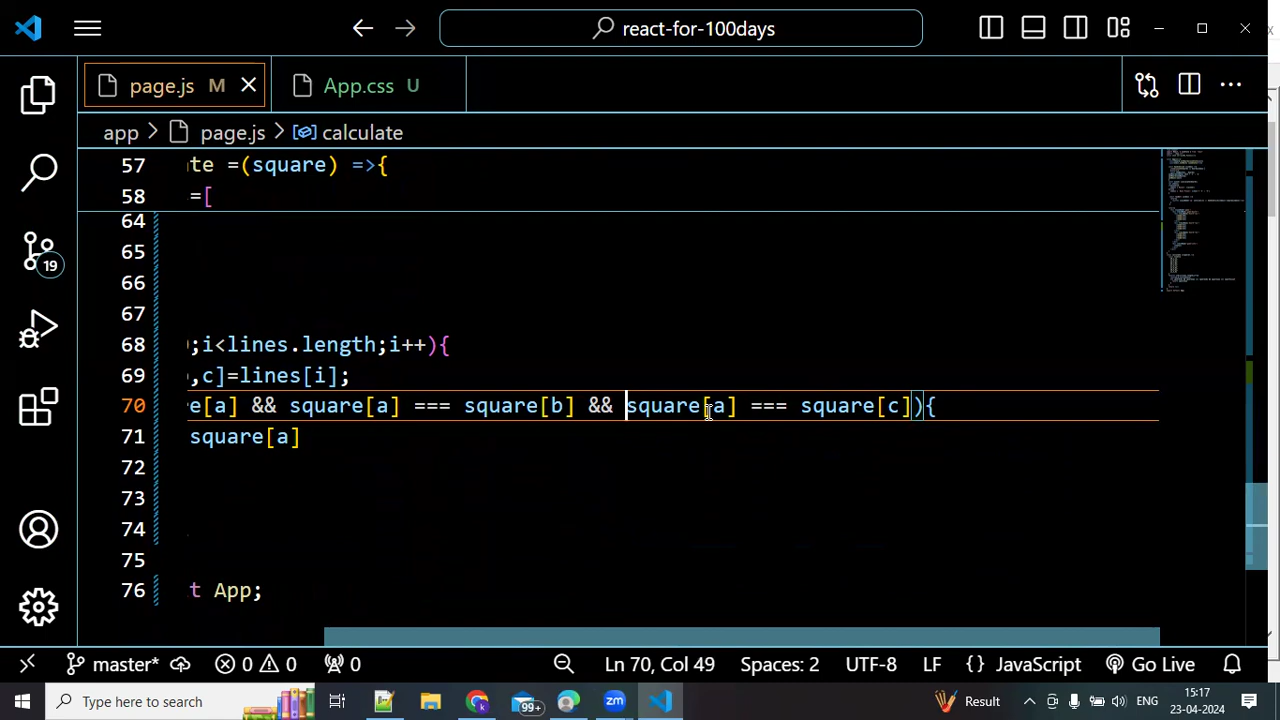 react-for-100days
page.js M
App.css U
app > page.js > calculate
57 te =(square) =>{
58 =[
64
65
66
67
68 ;i<lines.length;i++){
69 ,c]=lines[i];
70 e[a] && square[a] === square[b] && square[a] === square[c]){
71 square[a]
72
73
74
75
76 t App;
19
master* 0 0 0 Ln 70, Col 49 Spaces: 2 UTF-8 LF {} JavaScript Go Live
Type here to search 99+ zm Result ENG 15:17 23-04-2024